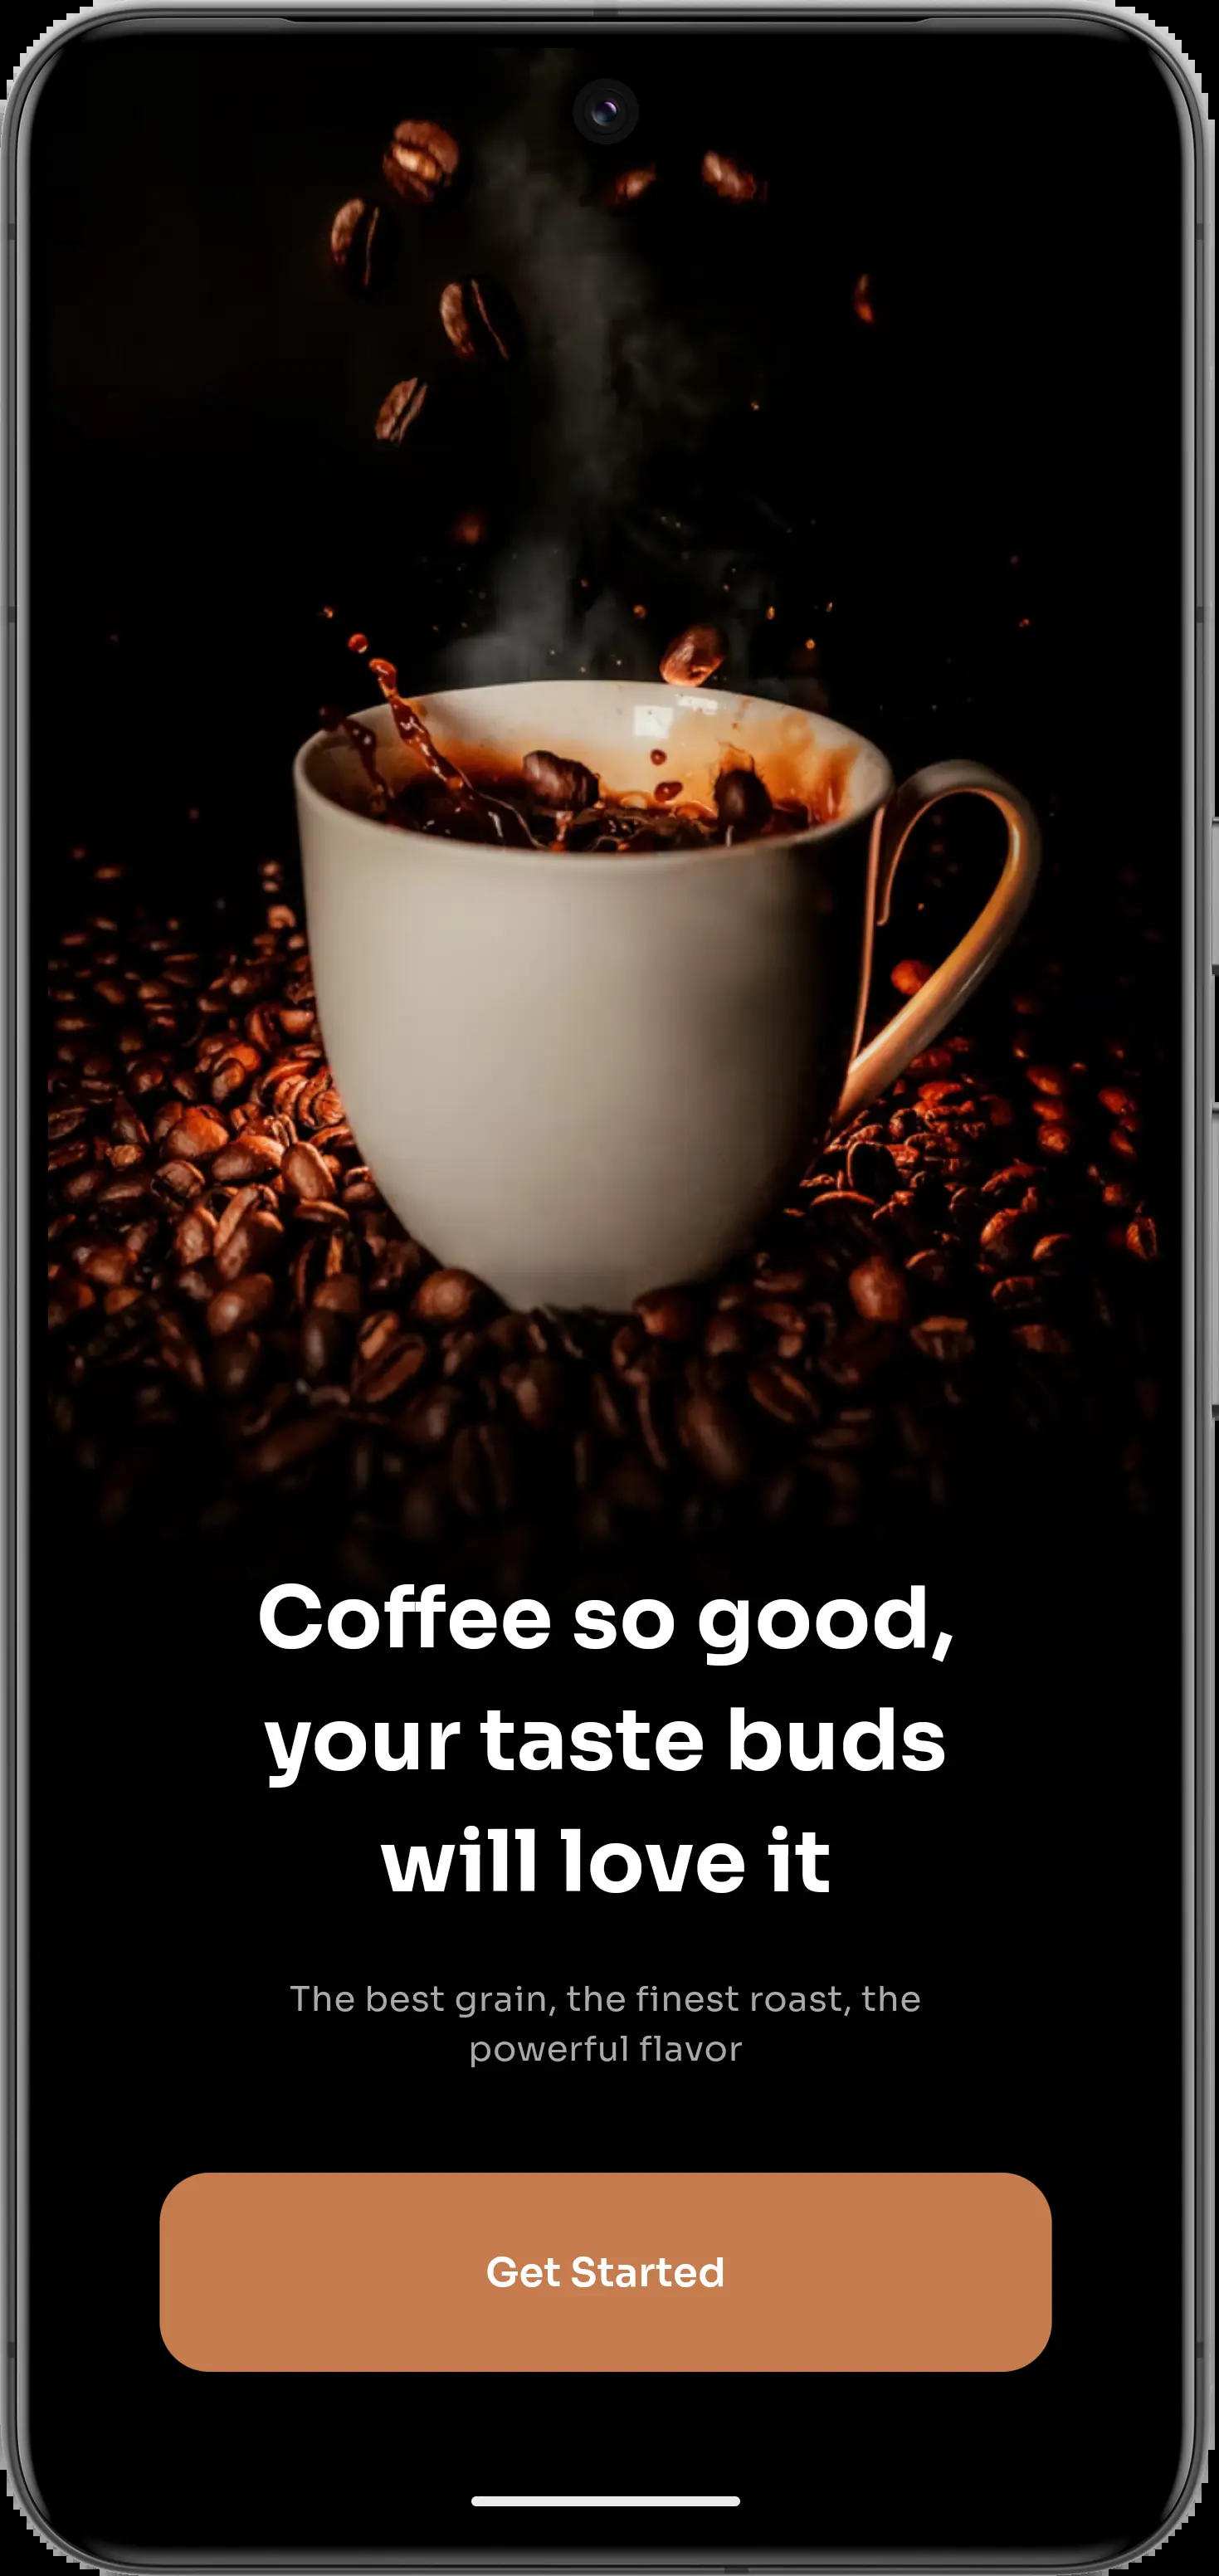 Coffee so good,
your taste buds
will love it
The best grain, the finest roast, the
powerful flavor
Get Started